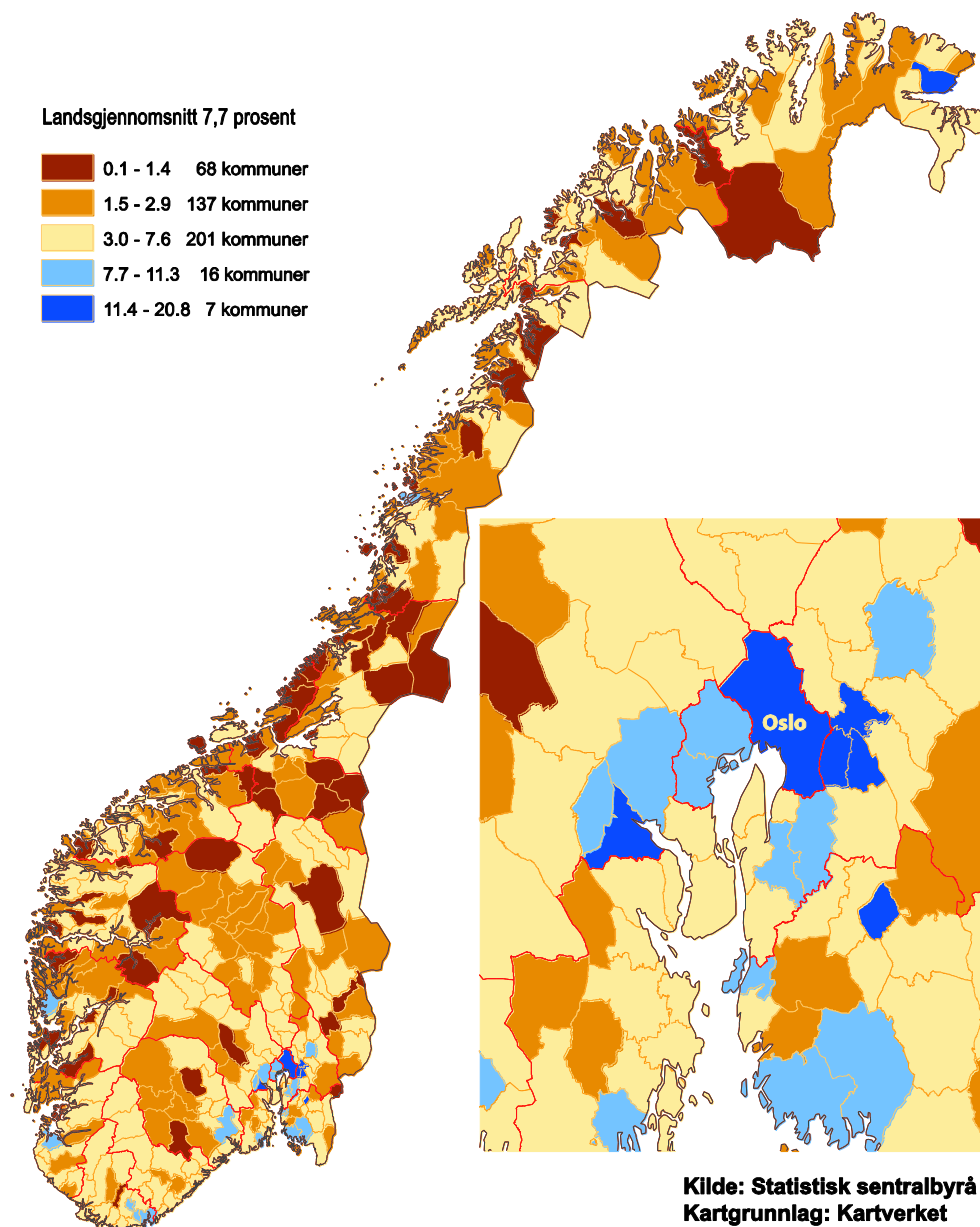 Landsgjennomsnitt 7,7 prosent
0.1 - 1.4 68 kommuner
1.5 - 2.9 137 kommuner
3.0 - 7.6 201 kommuner
7.7 - 11.3 16 kommuner
11.4 - 20.8 7 kommuner
Oslo
Kilde: Statistisk sentralbyrå
Kartgrunnlag: Kartverket